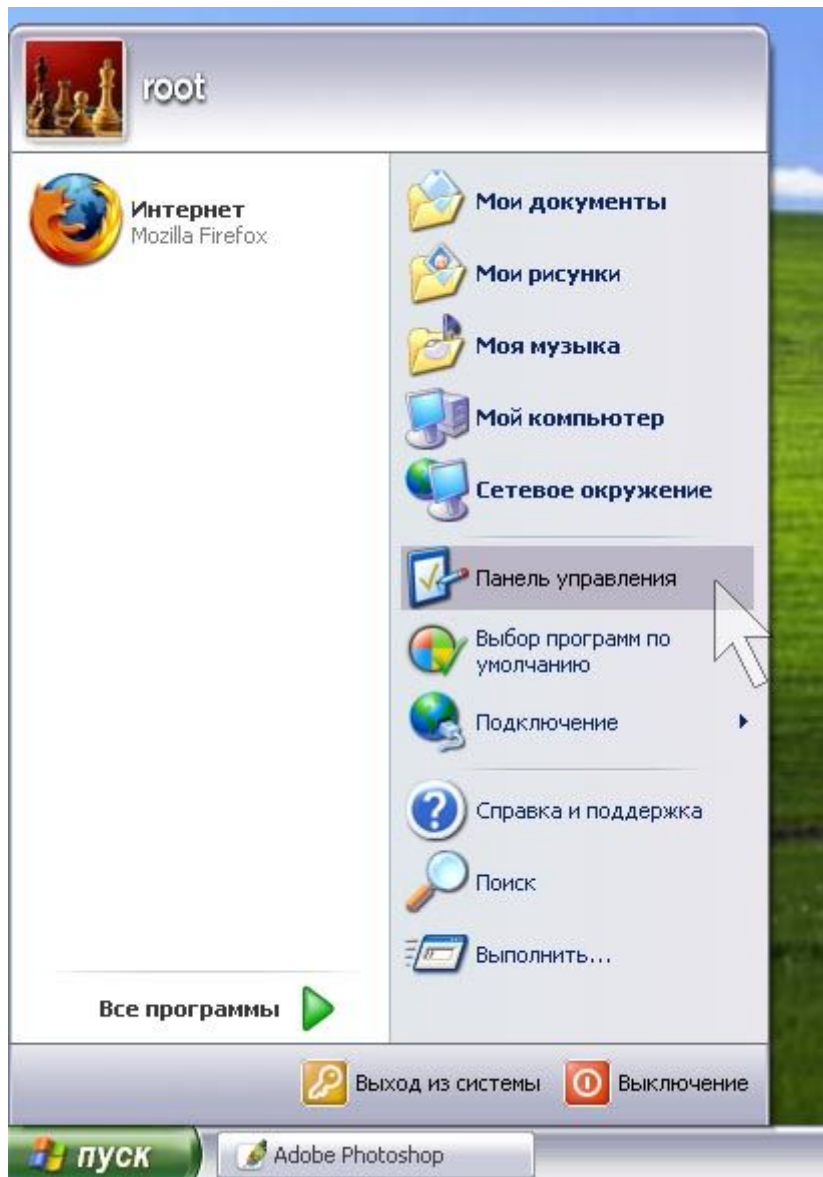 root
Интернет
Mozilla Firefox
Все программы
Мои документы
Мои рисунки
Моя музыка
Мой компьютер
Сетевое окружение
Панель управления
Выбор программ по
умолчанию
Подключение
Справка и поддержка
Поиск
Выполнить...
Выход из системы
Выключение
пуск
Adobe Photoshop